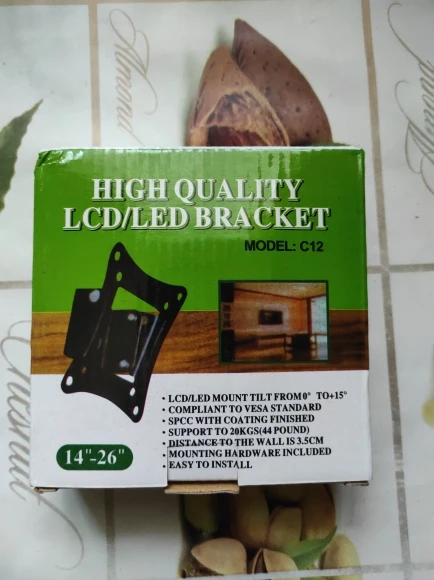 Almond
HIGH QUALITY
LCD/LED BRACKET
MODEL: C12
• LCD/LED MOUNT TILT FROM 0° TO+15°
• COMPLIANT TO VESA STANDARD
• SPCC WITH COATING FINISHED
• SUPPORT TO 20KGS(44 POUND)
• DISTANCE TO THE WALL IS 3.5CM
• MOUNTING HARDWARE INCLUDED
• EASY TO INSTALL
14"-26"